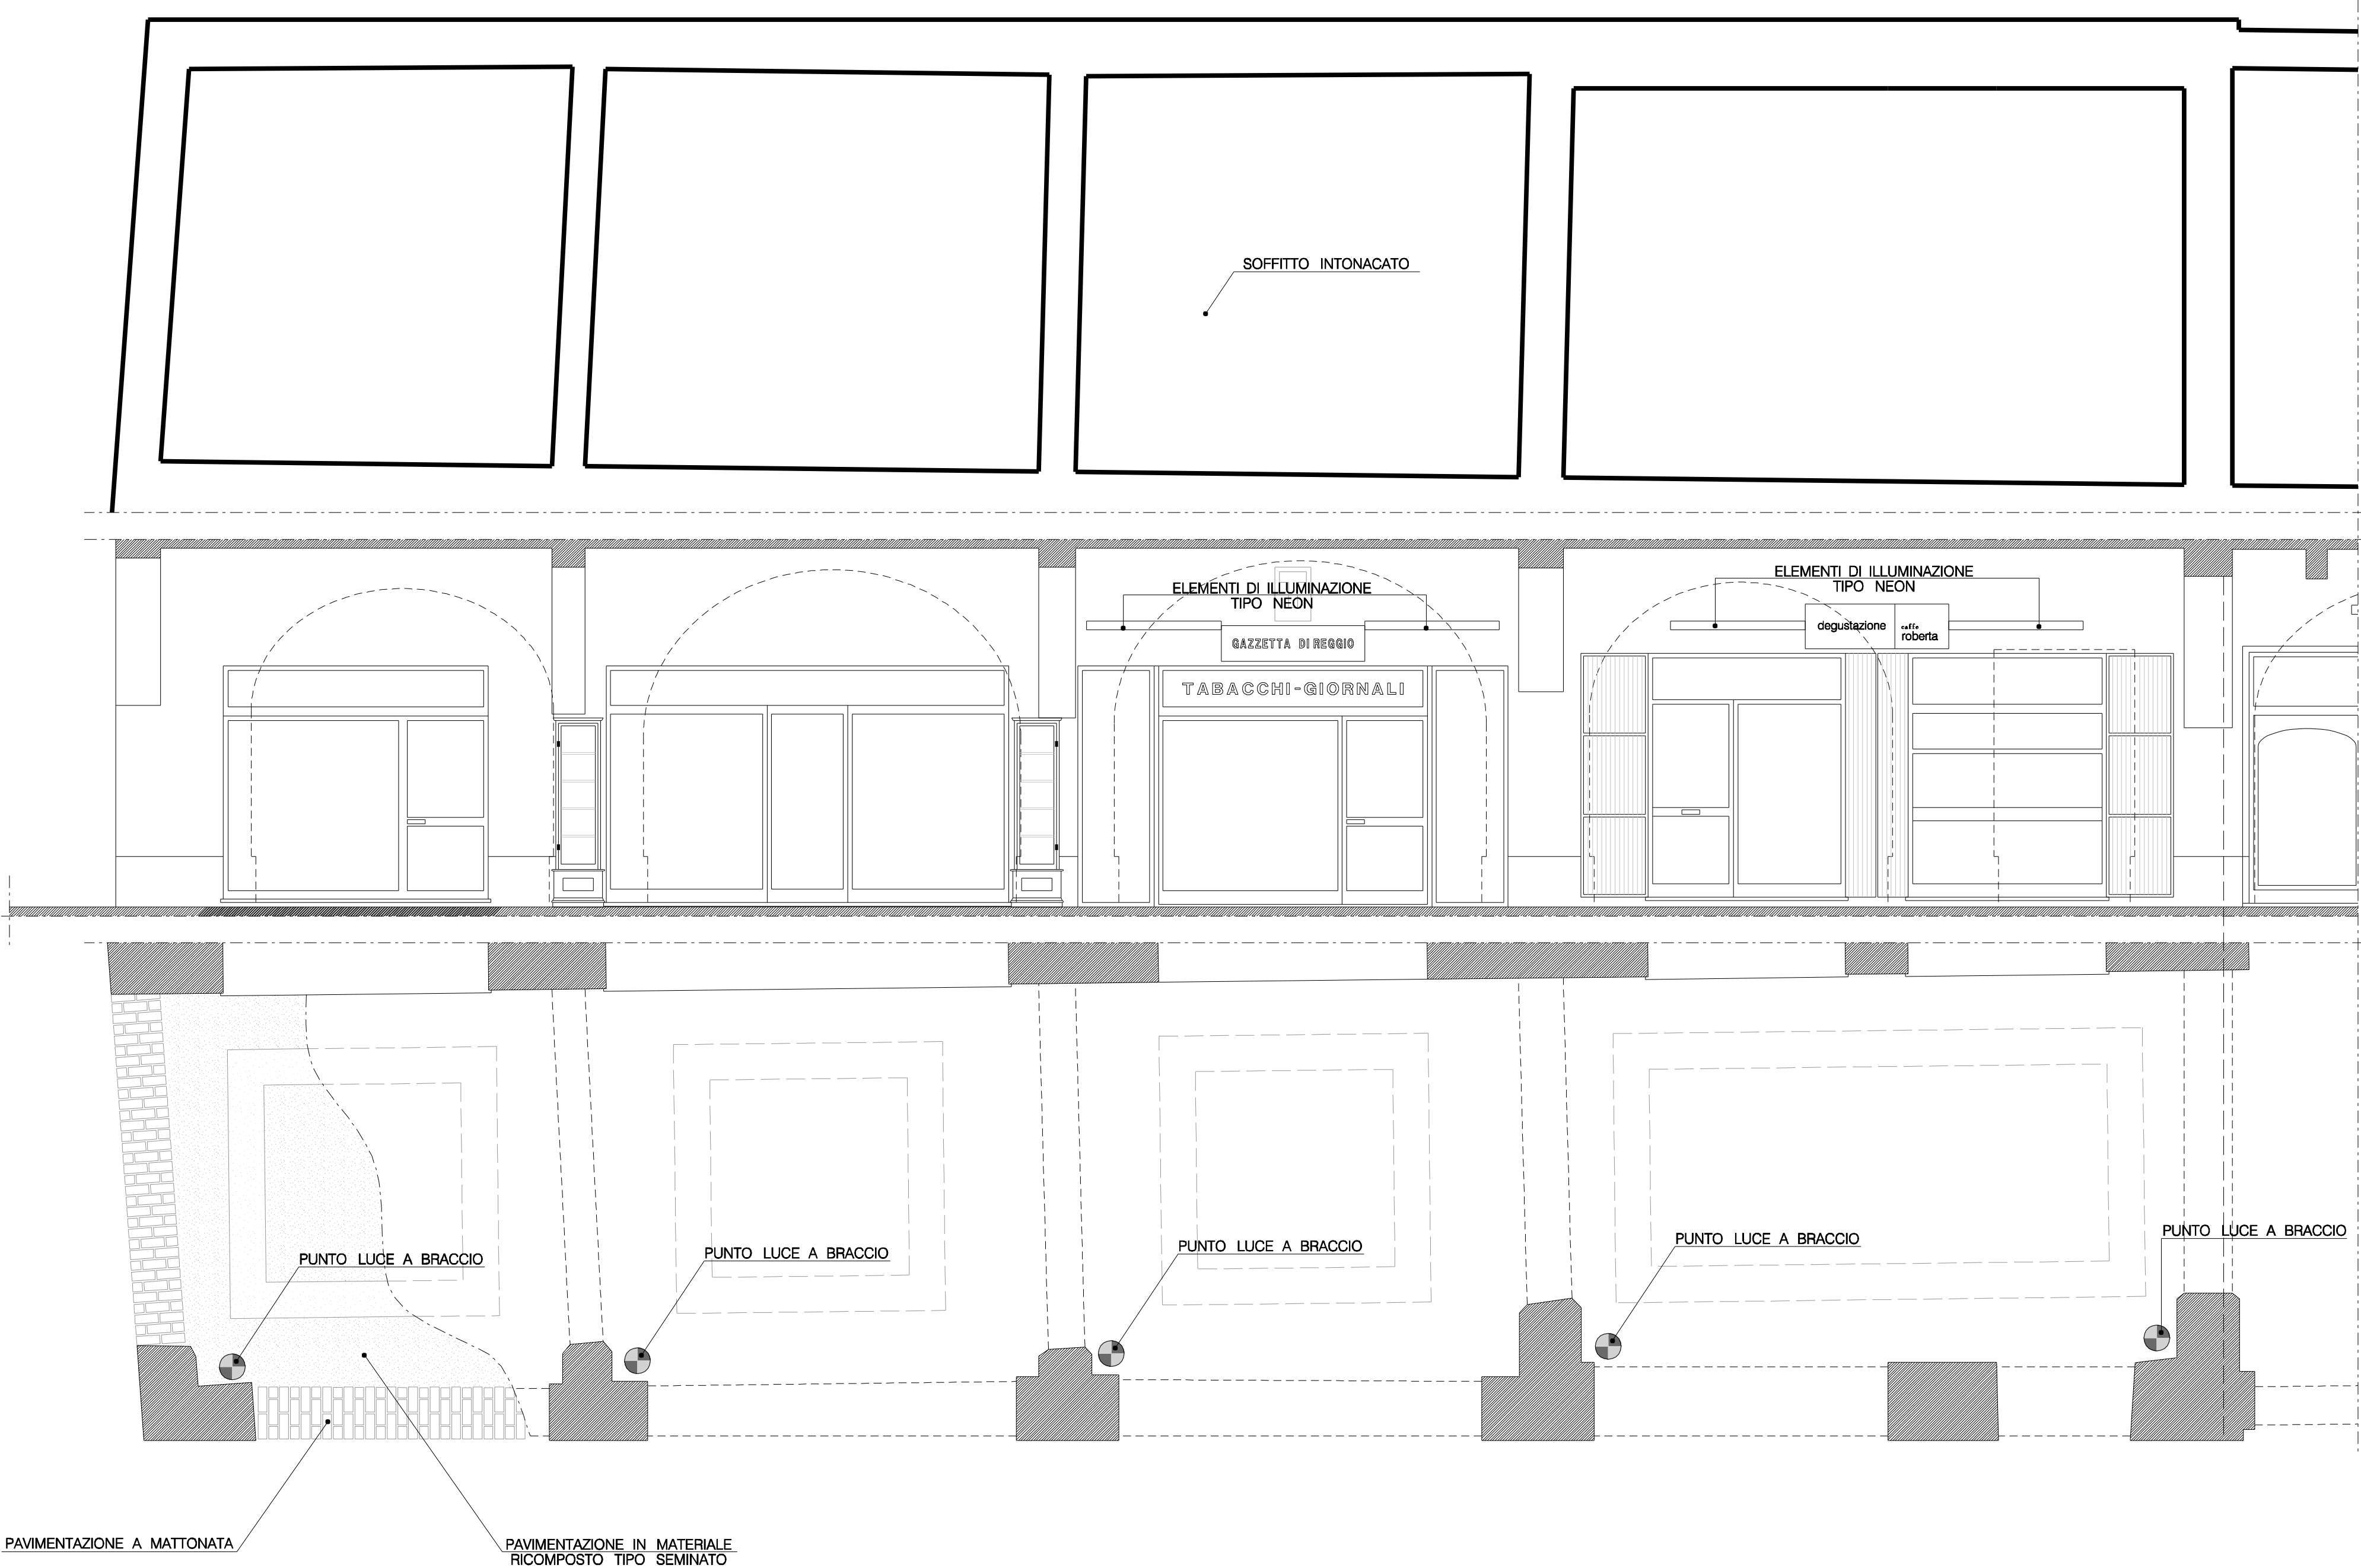 SOFFITTO INTONACATO
ELEMENTI DI ILLUMINAZIONE
TIPO NEON
ELEMENTI DI ILLUMINAZIONE
TIPO NEON
GAZZETTA DI REGGIO
degustazione
caffe
roberta
TABACCHI-GIORNALI
PUNTO LUCE A BRACCIO
PUNTO LUCE A BRACCIO
PUNTO LUCE A BRACCIO
PUNTO LUCE A BRACCIO
PUNTO LUCE A BRACCIO
PAVIMENTAZIONE A MATTONATA
PAVIMENTAZIONE IN MATERIALE
RICOMPOSTO TIPO SEMINATO